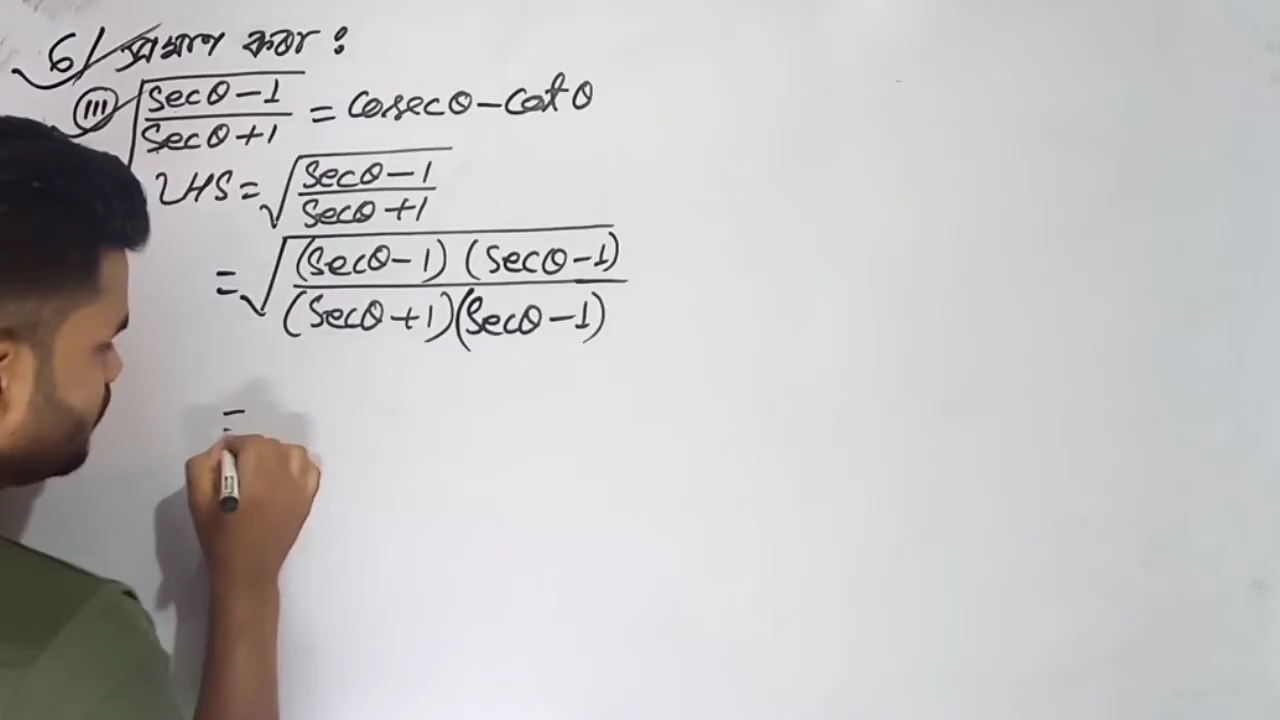 6/ প্রমাণ কর :
(iii) √((secθ-1)/(secθ+1)) = cosecθ-cotθ
LHS = √((secθ-1)/(secθ+1))
= √(((secθ-1) (secθ-1))/((secθ+1)(secθ-1)))
=